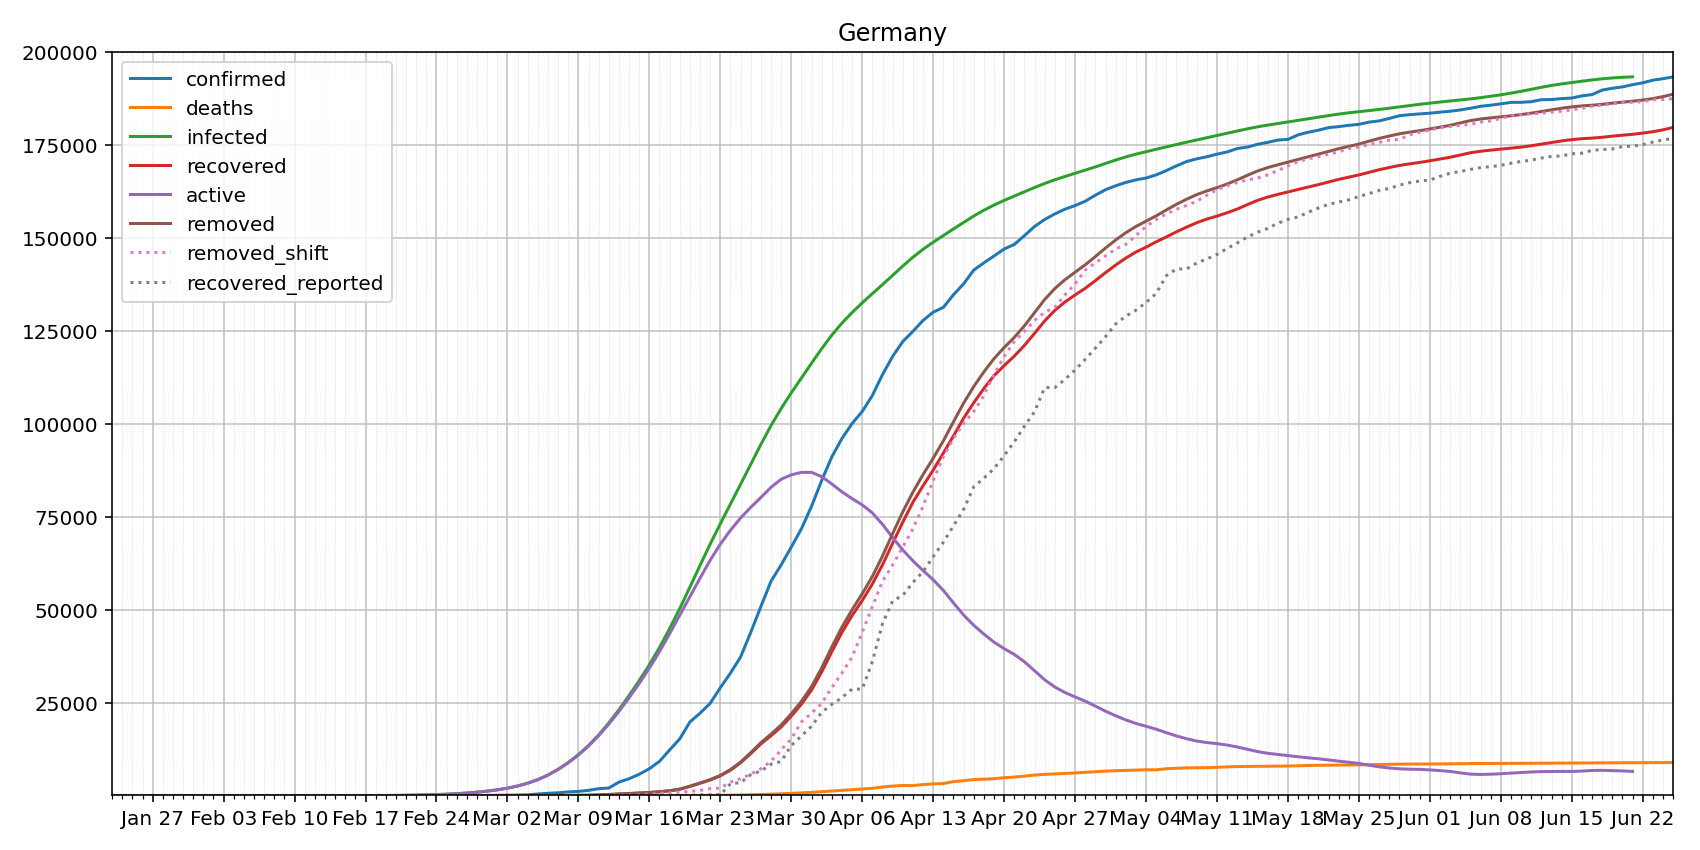 Germany
200000
175000
150000
125000
100000
75000
50000
25000
confirmed
deaths
infected
recovered
active
removed
removed_shift
recovered_reported
Jan 27 Feb 03 Feb 10 Feb 17 Feb 24 Mar 02 Mar 09 Mar 16 Mar 23 Mar 30 Apr 06 Apr 13 Apr 20 Apr 27 May 04 May 11 May 18 May 25 Jun 01 Jun 08 Jun 15 Jun 22